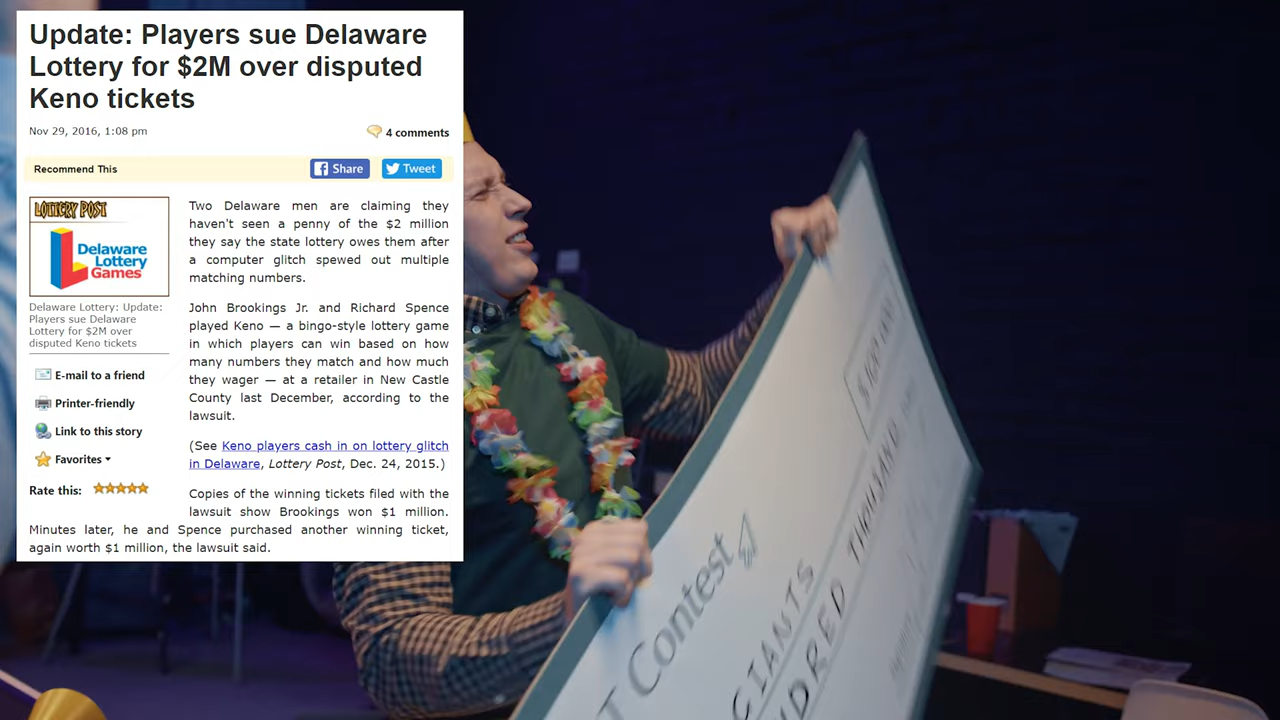 Update: Players sue Delaware
Lottery for $2M over disputed
Keno tickets
Nov 29, 2016, 1:08 pm
4 comments
Recommend This
Share
Tweet
LOTTERY POST
Delaware
Lottery
Games
Delaware Lottery: Update:
Players sue Delaware
Lottery for $2M over
disputed Keno tickets
E-mail to a friend
Printer-friendly
Link to this story
Favorites
Rate this:
Two Delaware men are claiming they
haven't seen a penny of the $2 million
they say the state lottery owes them after
a computer glitch spewed out multiple
matching numbers.
John Brookings Jr. and Richard Spence
played Keno — a bingo-style lottery game
in which players can win based on how
many numbers they match and how much
they wager — at a retailer in New Castle
County last December, according to the
lawsuit.
(See Keno players cash in on lottery glitch
in Delaware, Lottery Post, Dec. 24, 2015.)
Copies of the winning tickets filed with the
lawsuit show Brookings won $1 million.
Minutes later, he and Spence purchased another winning ticket,
again worth $1 million, the lawsuit said.
Contest
GIANTS
NDRED THOUSAND